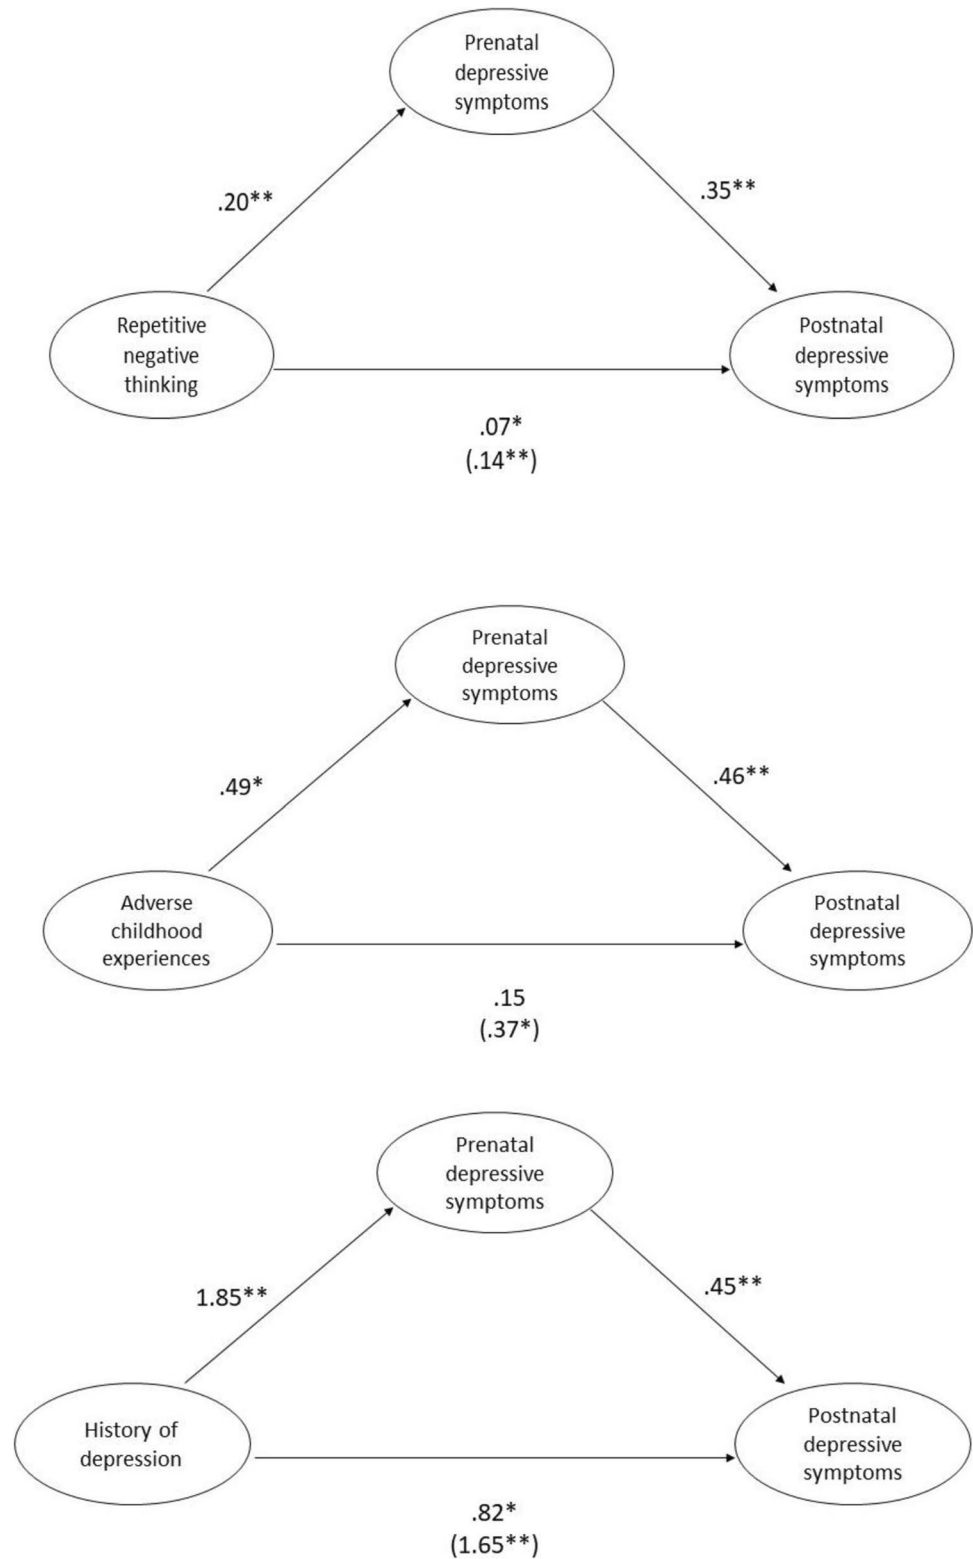 Prenatal
depressive
symptoms
.20**
.35**
Repetitive
negative
thinking
Postnatal
depressive
symptoms
.07*
(.14**)
Prenatal
depressive
symptoms
.49*
.46**
Adverse
childhood
experiences
Postnatal
depressive
symptoms
.15
(.37*)
Prenatal
depressive
symptoms
1.85**
.45**
History of
depression
Postnatal
depressive
symptoms
.82*
(1.65**)